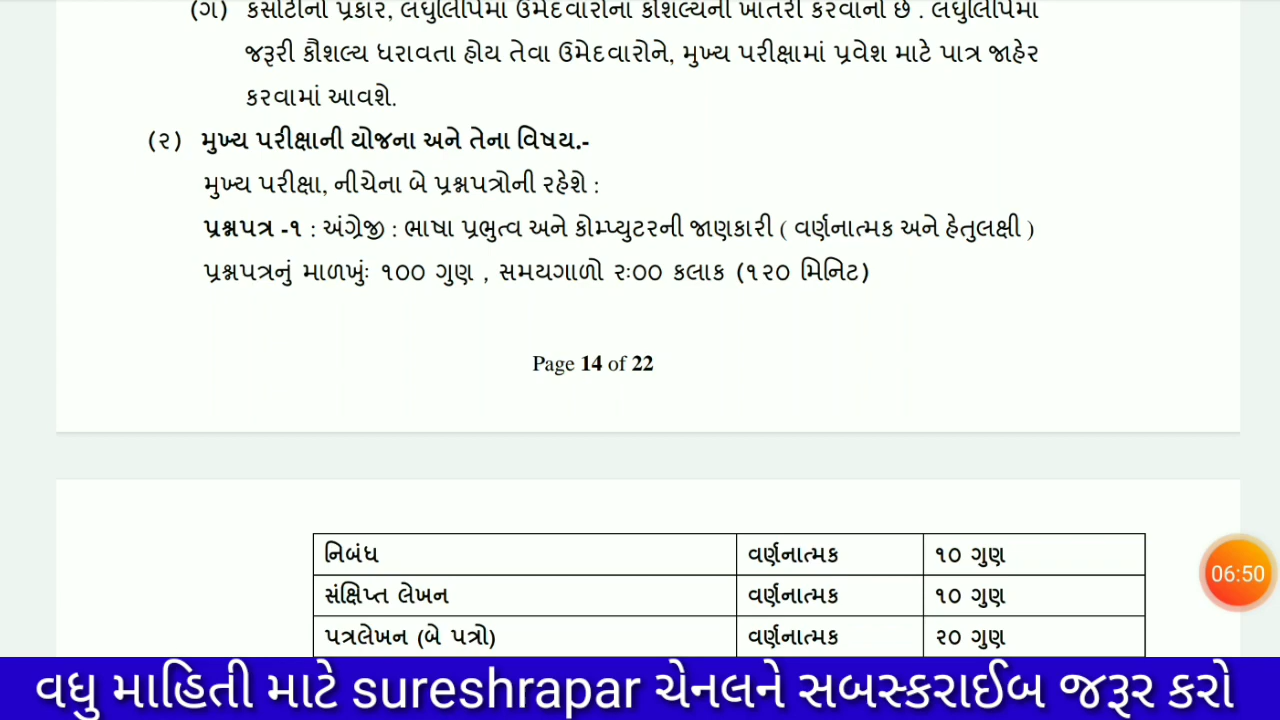 (ગ) કસોટીનો પ્રકાર, લઘુલિપિમાં ઉમેદવારોના કૌશલ્યની ખાતરી કરવાનો છે . લઘુલિપિમાં
જરૂરી કૌશલ્ય ધરાવતા હોય તેવા ઉમેદવારોને, મુખ્ય પરીક્ષામાં પ્રવેશ માટે પાત્ર જાહેર
કરવામાં આવશે.
(૨) મુખ્ય પરીક્ષાની યોજના અને તેના વિષય.-
મુખ્ય પરીક્ષા, નીચેના બે પ્રશ્નપત્રોની રહેશે :
પ્રશ્નપત્ર -૧ : અંગ્રેજી : ભાષા પ્રભુત્વ અને કોમ્પ્યુટરની જાણકારી ( વર્ણનાત્મક અને હેતુલક્ષી )
પ્રશ્નપત્રનું માળખુંઃ ૧૦૦ ગુણ , સમયગાળો ૨ઃ૦૦ કલાક (૧૨૦ મિનિટ)
Page 14 of 22
નિબંધ વર્ણનાત્મક ૧૦ ગુણ
સંક્ષિપ્ત લેખન વર્ણનાત્મક ૧૦ ગુણ
પત્રલેખન (બે પત્રો) વર્ણનાત્મક ૨૦ ગુણ
06:50
વધુ માહિતી માટે sureshrapar ચેનલને સબસ્કરાઈબ જરૂર કરો